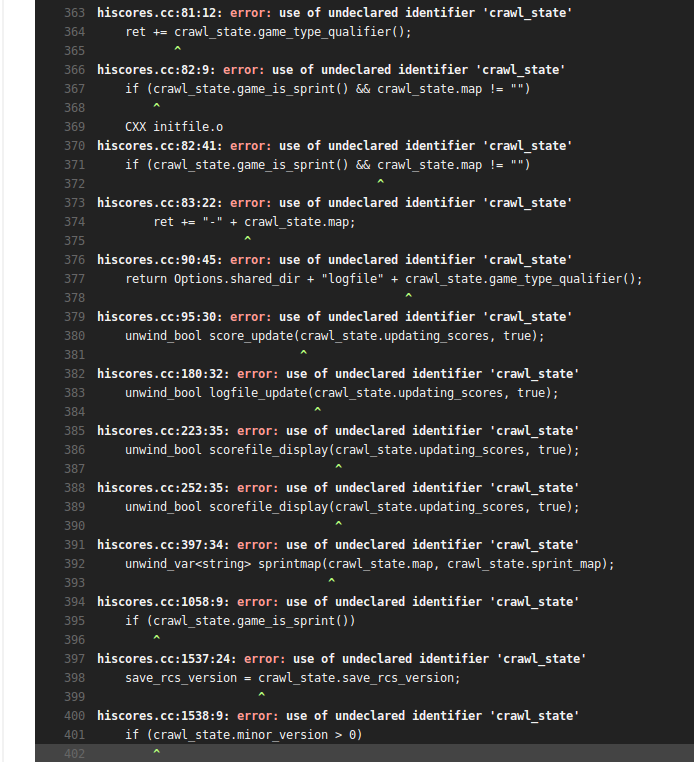 363 hiscores.cc:81:12: error: use of undeclared identifier 'crawl_state'
364 ret += crawl_state.game_type_qualifier();
365 ^
366 hiscores.cc:82:9: error: use of undeclared identifier 'crawl_state'
367 if (crawl_state.game_is_sprint() && crawl_state.map != "")
368 ^
369 CXX initfile.o
370 hiscores.cc:82:41: error: use of undeclared identifier 'crawl_state'
371 if (crawl_state.game_is_sprint() && crawl_state.map != "")
372 ^
373 hiscores.cc:83:22: error: use of undeclared identifier 'crawl_state'
374 ret += "-" + crawl_state.map;
375 ^
376 hiscores.cc:90:45: error: use of undeclared identifier 'crawl_state'
377 return Options.shared_dir + "logfile" + crawl_state.game_type_qualifier();
378 ^
379 hiscores.cc:95:30: error: use of undeclared identifier 'crawl_state'
380 unwind_bool score_update(crawl_state.updating_scores, true);
381 ^
382 hiscores.cc:180:32: error: use of undeclared identifier 'crawl_state'
383 unwind_bool logfile_update(crawl_state.updating_scores, true);
384 ^
385 hiscores.cc:223:35: error: use of undeclared identifier 'crawl_state'
386 unwind_bool scorefile_display(crawl_state.updating_scores, true);
387 ^
388 hiscores.cc:252:35: error: use of undeclared identifier 'crawl_state'
389 unwind_bool scorefile_display(crawl_state.updating_scores, true);
390 ^
391 hiscores.cc:397:34: error: use of undeclared identifier 'crawl_state'
392 unwind_var<string> sprintmap(crawl_state.map, crawl_state.sprint_map);
393 ^
394 hiscores.cc:1058:9: error: use of undeclared identifier 'crawl_state'
395 if (crawl_state.game_is_sprint())
396 ^
397 hiscores.cc:1537:24: error: use of undeclared identifier 'crawl_state'
398 save_rcs_version = crawl_state.save_rcs_version;
399 ^
400 hiscores.cc:1538:9: error: use of undeclared identifier 'crawl_state'
401 if (crawl_state.minor_version > 0)
402 ^